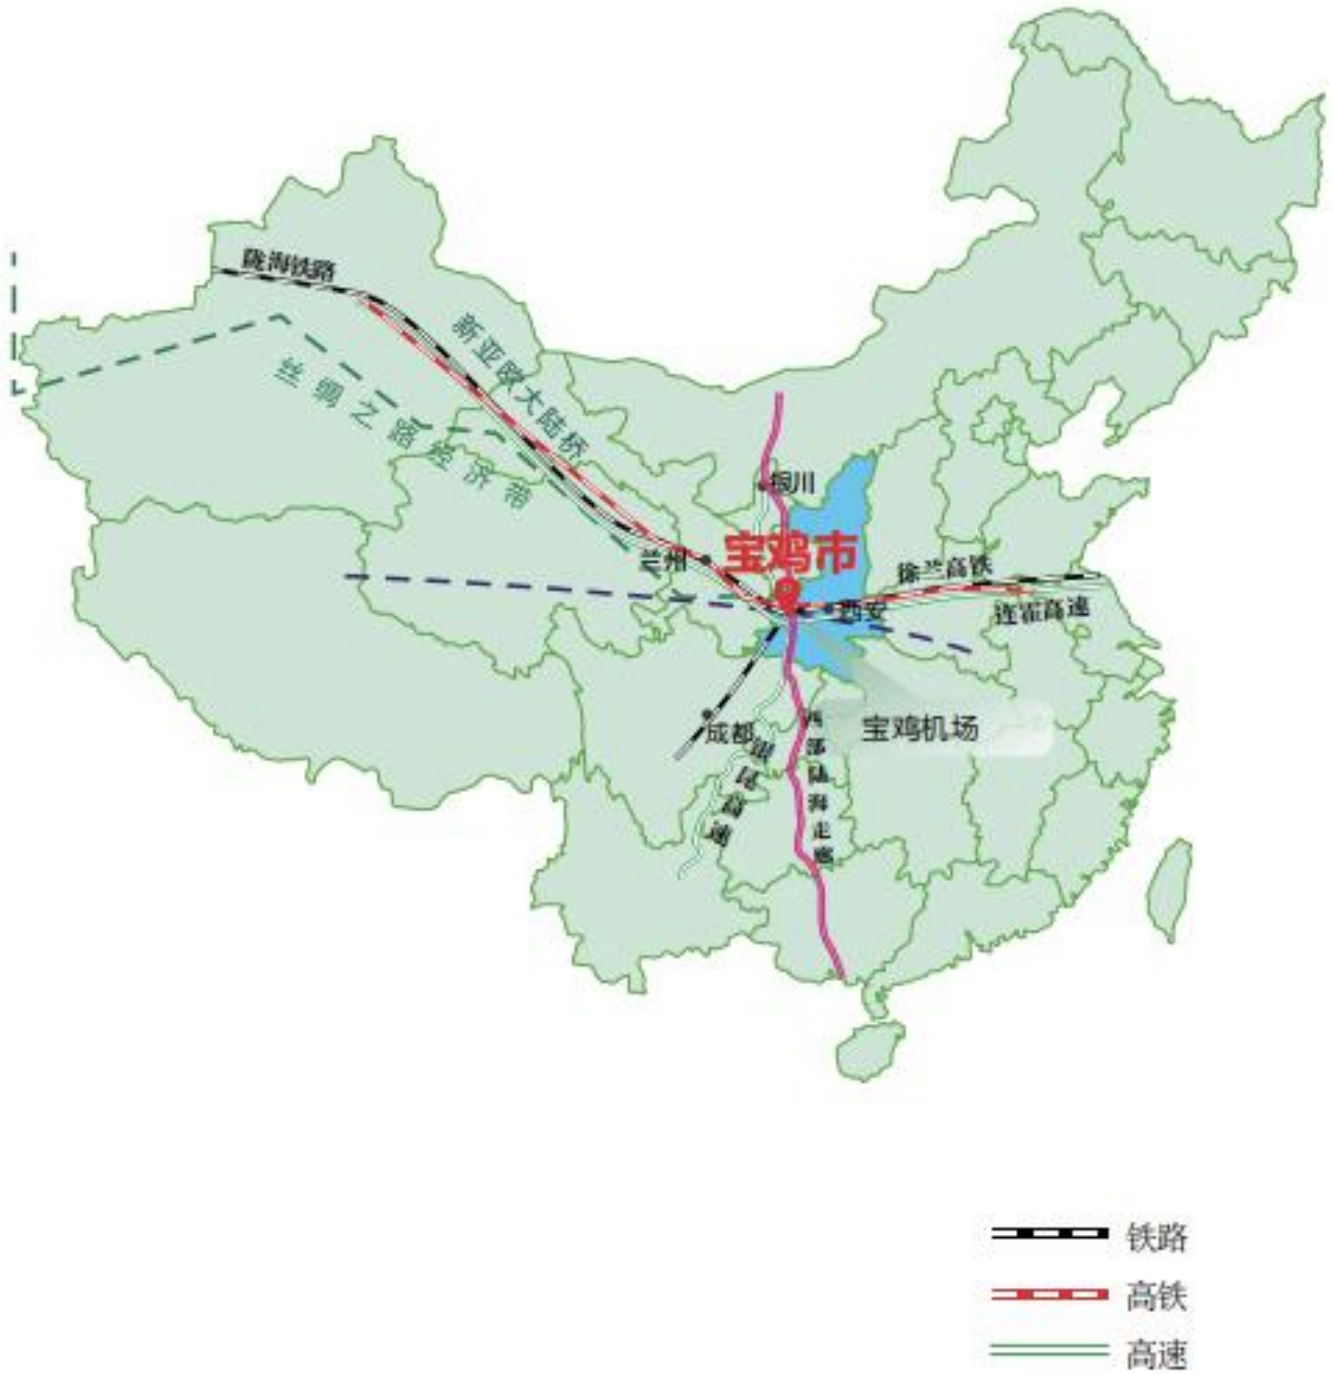 陇海铁路
新亚欧大陆桥
丝绸之路经济带
银川
兰州
宝鸡市
徐兰高铁
西安
连霍高速
成都
宝鸡机场
西部陆海走廊
银昆高速
铁路
高铁
高速